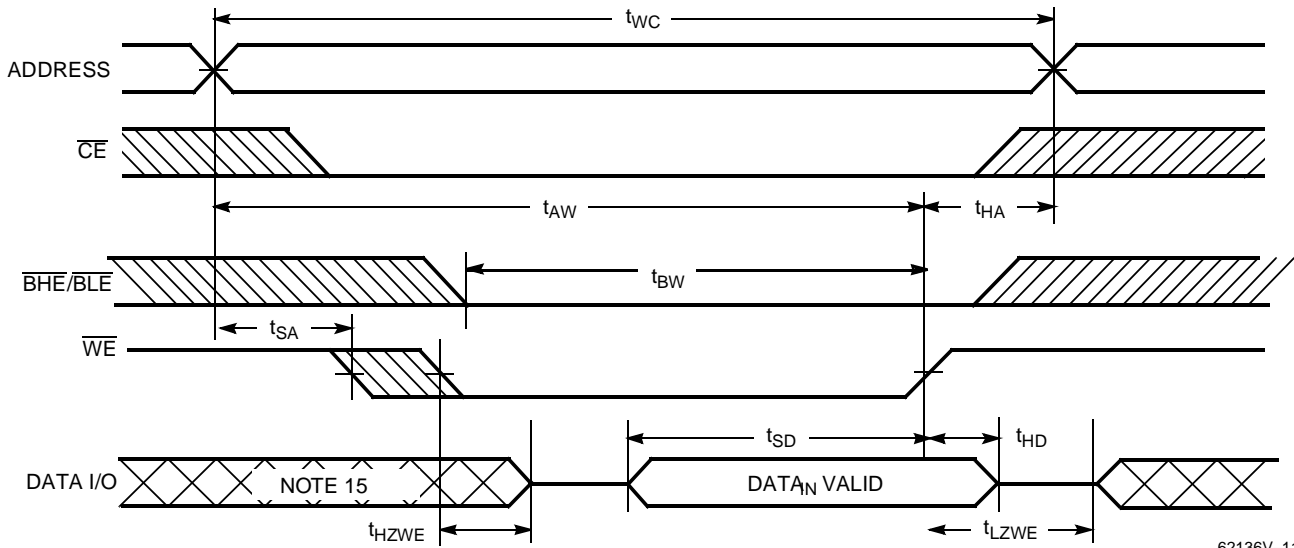 tWC
ADDRESS
CE
tAW
tHA
BHE/BLE
tBW
tSA
WE
tSD
tHD
DATA I/O
NOTE 15
DATAIN VALID
tHZWE
tLZWE